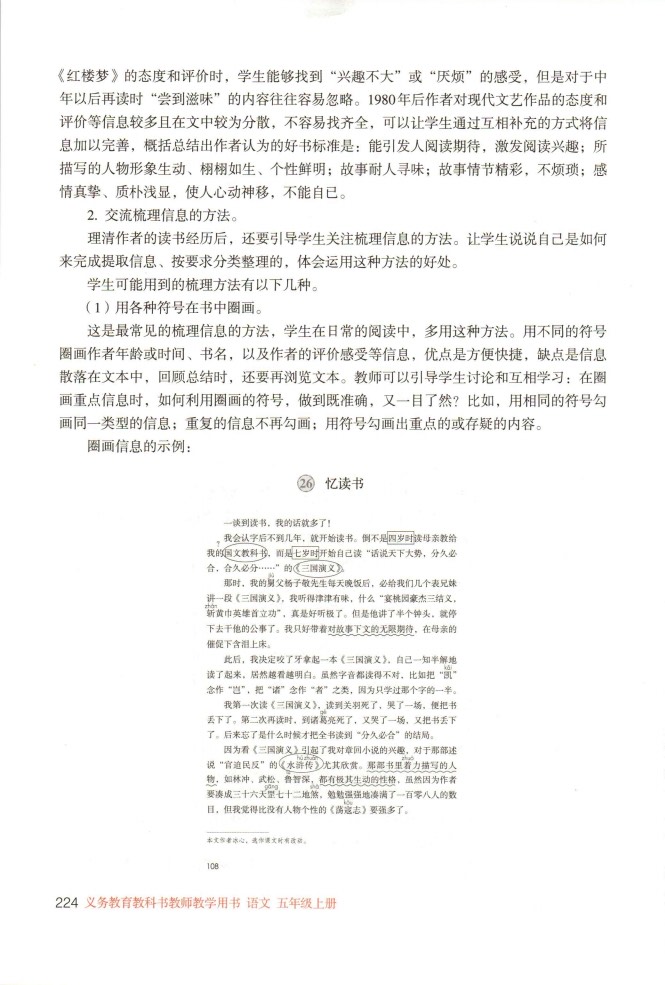 《红楼梦》的态度和评价时，学生能够找到“兴趣不大”或“厌烦”的感受，但是对于中
年以后再读时“尝到滋味”的内容往往容易忽略。1980年后作者对现代文艺作品的态度和
评价等信息较多且在文中较为分散，不容易找齐全，可以让学生通过互相补充的方式将信
息加以完善，概括总结出作者认为的好书标准是：能引发人阅读期待，激发阅读兴趣；所
描写的人物形象生动、栩栩如生、个性鲜明；故事耐人寻味；故事情节精彩，不烦琐；感
情真挚、质朴浅显，使人心动神移，不能自已。
2. 交流梳理信息的方法。
理清作者的读书经历后，还要引导学生关注梳理信息的方法。让学生说说自己是如何
来完成提取信息、按要求分类整理的，体会运用这种方法的好处。
学生可能用到的梳理方法有以下几种。
（1）用各种符号在书中圈画。
这是最常见的梳理信息的方法，学生在日常的阅读中，多用这种方法。用不同的符号
圈画作者年龄或时间、书名，以及作者的评价感受等信息，优点是方便快捷，缺点是信息
散落在文本中，回顾总结时，还要再浏览文本。教师可以引导学生讨论和互相学习：在圈
画重点信息时，如何利用圈画的符号，做到既准确，又一目了然？比如，用相同的符号勾
画同一类型的信息；重复的信息不再勾画；用符号勾画出重点的或存疑的内容。
圈画信息的示例：
26 忆读书
一谈到读书，我的话就多了！
我会认字后不到几年，就开始读书。倒不是四岁时读母亲教给
?
我的国文教科书，而是七岁时开始自己读“话说天下大势，分久必
合，合久必分……”的《三国演义》。
jiù
那时，我的舅父杨子敬先生每天晚饭后，必给我们几个表兄妹
讲一段《三国演义》，我听得津津有味，什么“宴桃园豪杰三结义，
zhǎn
斩黄巾英雄首立功”，真是好听极了。但是他讲了半个钟头，就停
下去干他的公事了。我只好带着对故事下文的无限期待，在母亲的
催促下含泪上床。
此后，我决定咬了牙拿起一本《三国演义》，自己一知半解地
读了起来，居然越看越明白。虽然字音都读得不对，比如把“凯”
kǎi
念作“岂”，把“诸”念作“者”之类，因为只学过那个字的一半。
我第一次读《三国演义》，读到关羽死了，哭了一场，便把书
gě
丢下了。第二次再读时，到诸葛亮死了，又哭了一场，又把书丢下
了。后来忘了是什么时候才把全书读到“分久必合”的结局。
因为看《三国演义》引起了我对章回小说的兴趣，对于那部述
hǔ zhuàn zhuó
说“官迫民反”的《水浒传》尤其欣赏。那部书里着力描写的人
物，如林冲、武松、鲁智深，都有极其生动的性格，虽然因为作者
gāng shà
要凑成三十六天罡七十二地煞，勉勉强强地凑满了一百零八人的数
kòu
目，但我觉得比没有人物个性的《荡寇志》要强多了。
本文作者冰心，选作课文时有改动。
108
224 义务教育教科书教师教学用书 语文 五年级上册